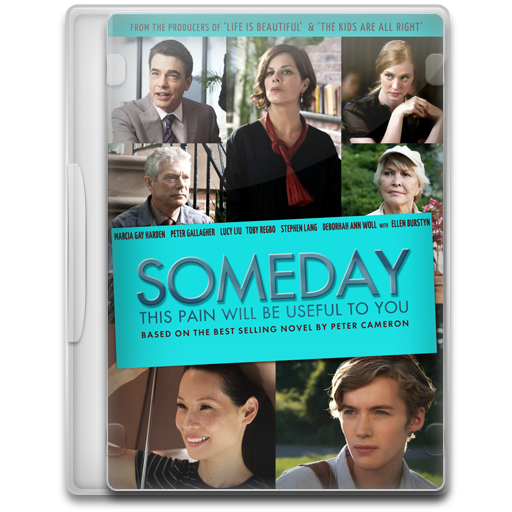 FROM THE PRODUCERS OF 'LIFE IS BEAUTIFUL' & 'THE KIDS ARE ALL RIGHT'
MARCIA GAY HARDEN PETER GALLAGHER LUCY LIU TOBY REGBO STEPHEN LANG DEBORHAH ANN WOLL WITH ELLEN BURSTYN
SOMEDAY
THIS PAIN WILL BE USEFUL TO YOU
BASED ON THE BEST SELLING NOVEL BY PETER CAMERON